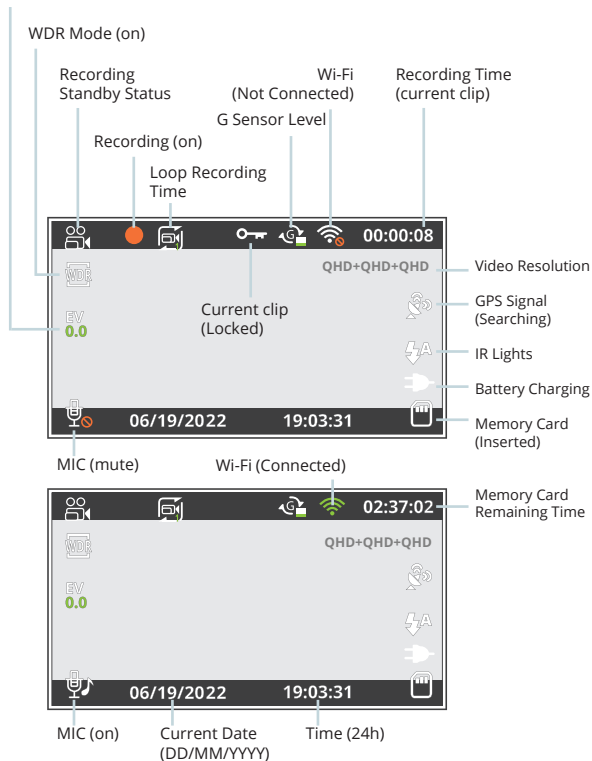 WDR Mode (on)
Recording
Standby Status
Wi-Fi
(Not Connected)
Recording Time
(current clip)
G Sensor Level
Recording (on)
Loop Recording
Time
G
00:00:08
WDR
QHD+QHD+QHD
Video Resolution
EV
0.0
Current clip
(Locked)
GPS Signal
(Searching)
A
IR Lights
Battery Charging
06/19/2022
19:03:31
Memory Card
(Inserted)
MIC (mute)
Wi-Fi (Connected)
G
02:37:02
Memory Card
Remaining Time
WDR
QHD+QHD+QHD
EV
0.0
A
06/19/2022
19:03:31
MIC (on)
Current Date
(DD/MM/YYYY)
Time (24h)